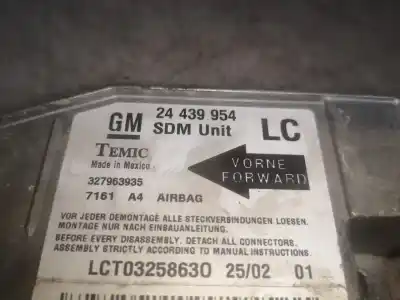 GM 24 439 954 LC
SDM Unit
TEMIC
Made in Mexico
VORNE
FORWARD
327963935
7161 A4 AIRBAG
VOR JEDER DEMONTAGE ALLE STECKVERBINDUNGEN LOESEN.
MONTAGE NUR NACH EINBAUANLEITUNG.
BEFORE EVERY DISASSEMBLY. DETACH ALL CONNECTORS.
ASSEMBLY STRICTLY ACCORDING TO MANUAL INSTRUCTIONS.
LCT03258630 25/02 01